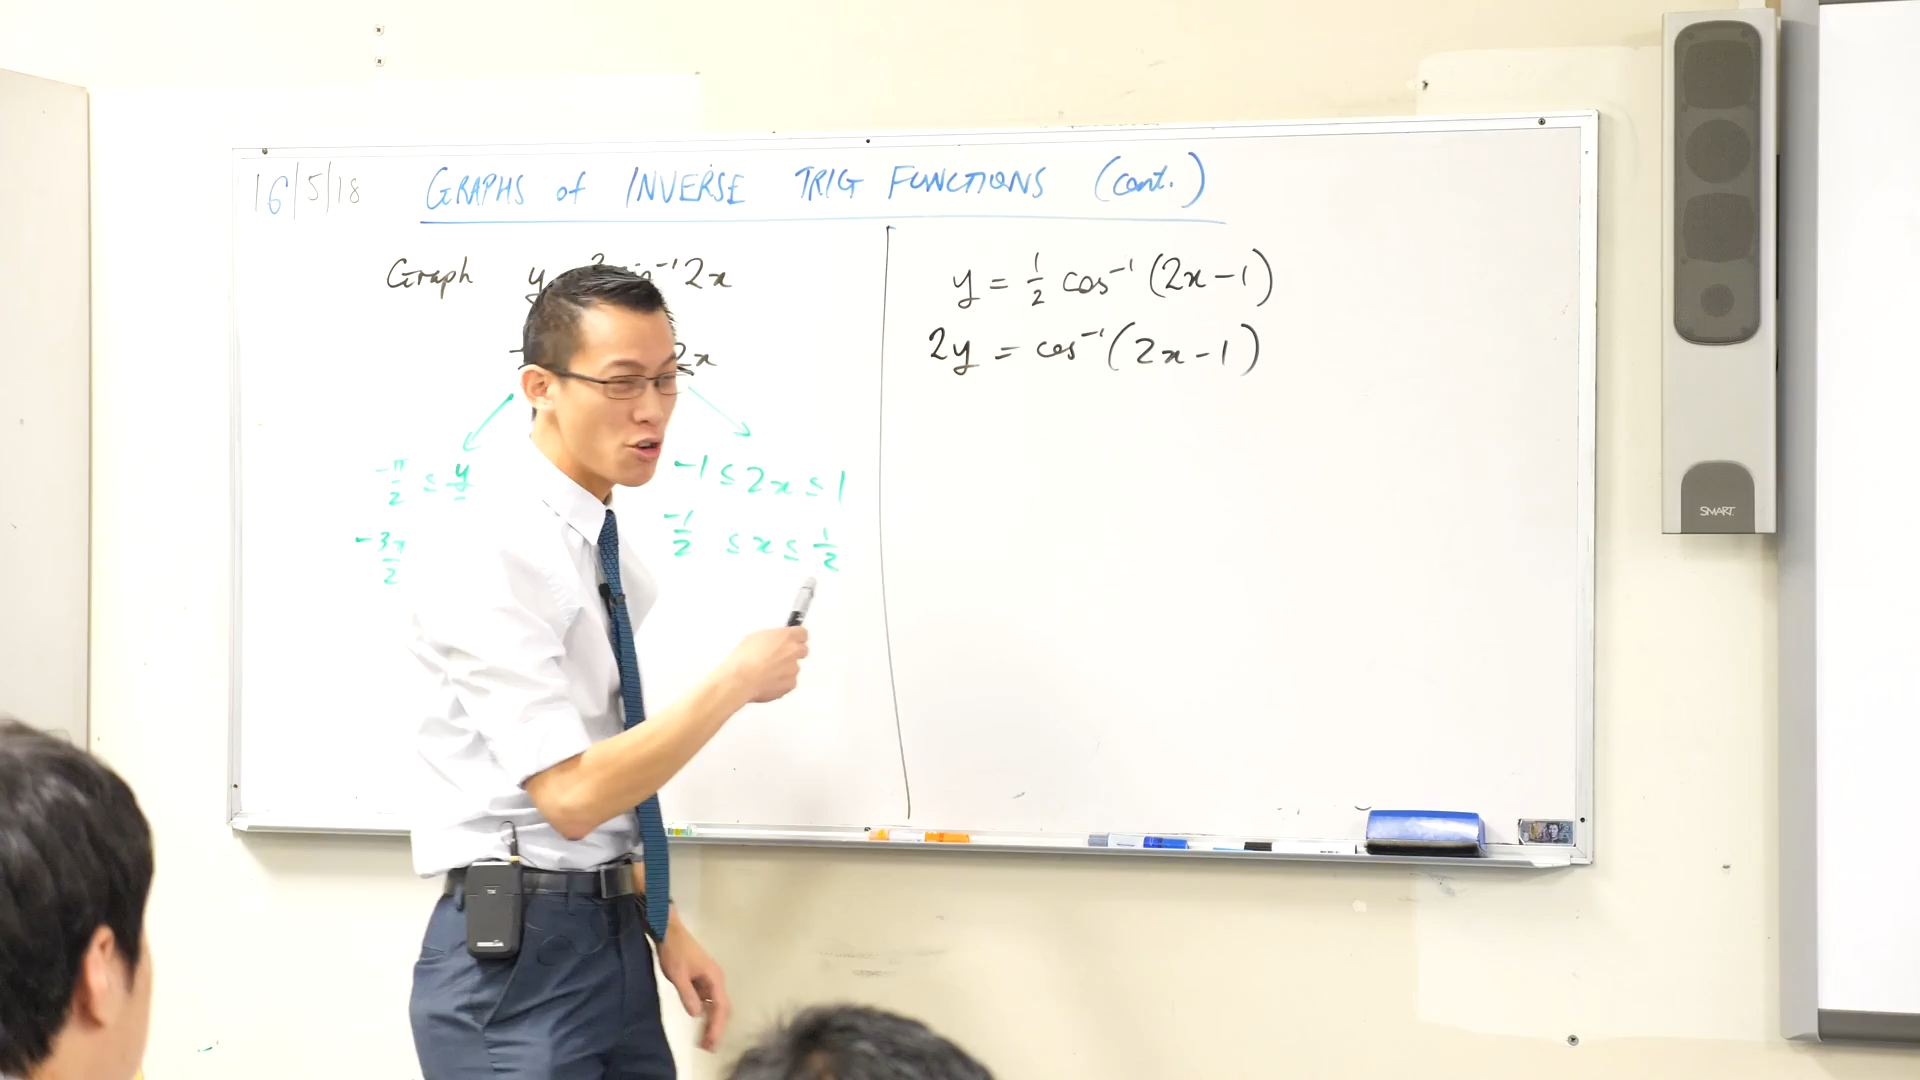 16/5/18 GRAPHS of INVERSE TRIG FUNCTIONS (cont.)
Graph y 2x
2x
-π/2 ≤ y
-3π/2
-1 ≤ 2x ≤ 1
-1/2 ≤ x ≤ 1/2
y = 1/2 cos⁻¹ (2x-1)
2y = cos⁻¹ (2x-1)
SMART